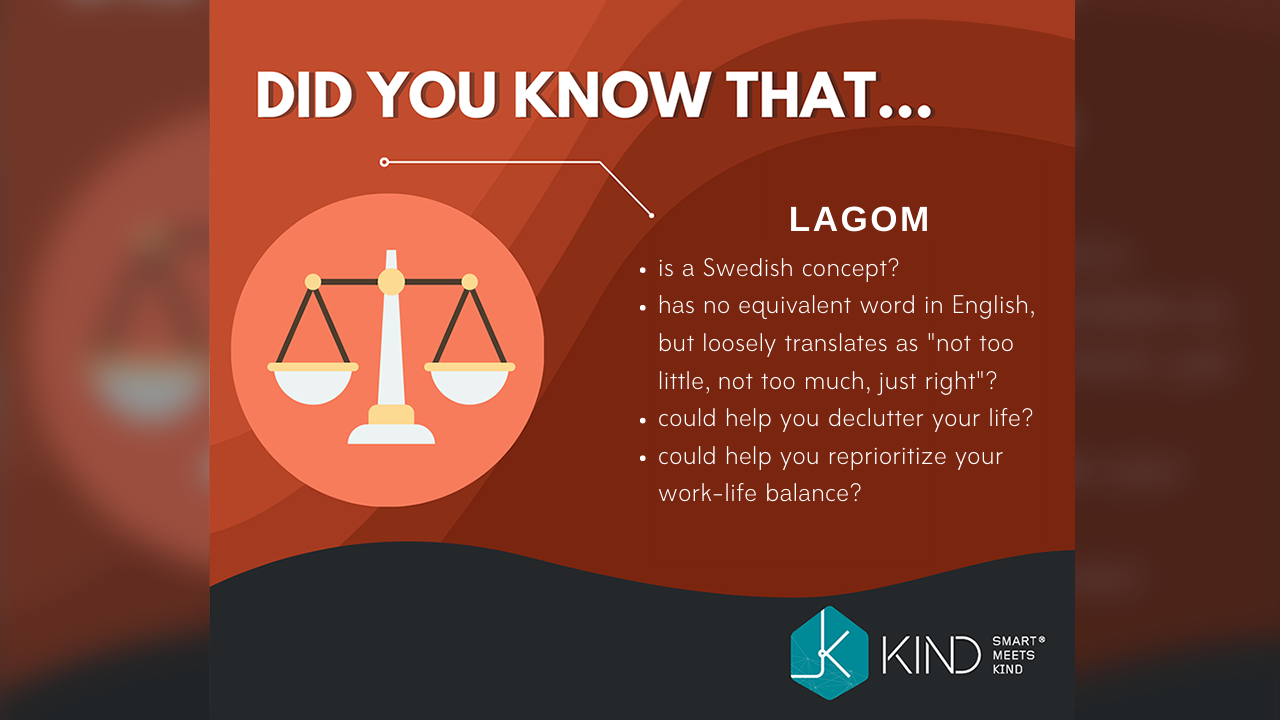 DID YOU KNOW THAT...
LAGOM
• is a Swedish concept?
• has no equivalent word in English,
but loosely translates as "not too
little, not too much, just right"?
• could help you declutter your life?
• could help you reprioritize your
work-life balance?
KIND
SMART®
MEETS
KIND